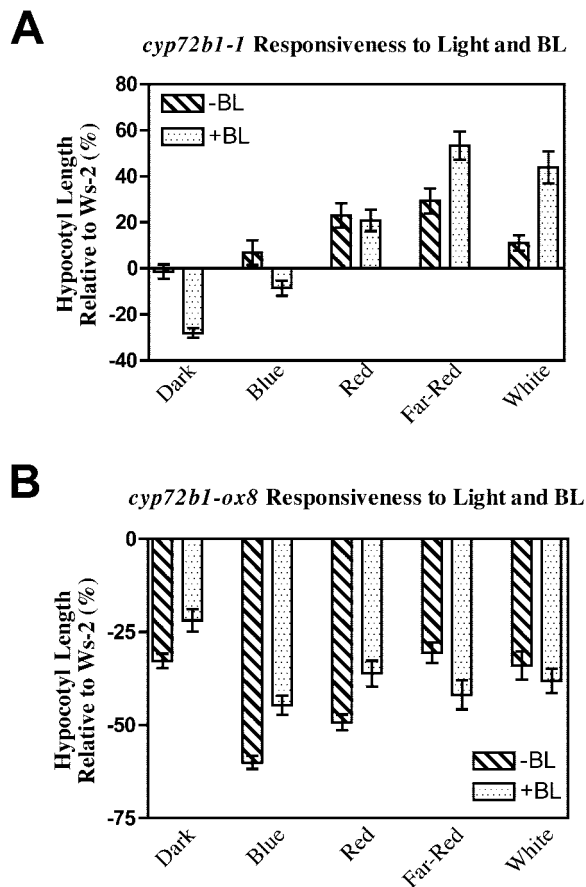 A
cyp72b1-1 Responsiveness to Light and BL
Hypocotyl Length
Relative to Ws-2 (%)
80
60
40
20
0
-20
-40
-BL
+BL
Dark
Blue
Red
Far-Red
White
B
cyp72b1-ox8 Responsiveness to Light and BL
Hypocotyl Length
Relative to Ws-2 (%)
0
-25
-50
-75
-BL
+BL
Dark
Blue
Red
Far-Red
White